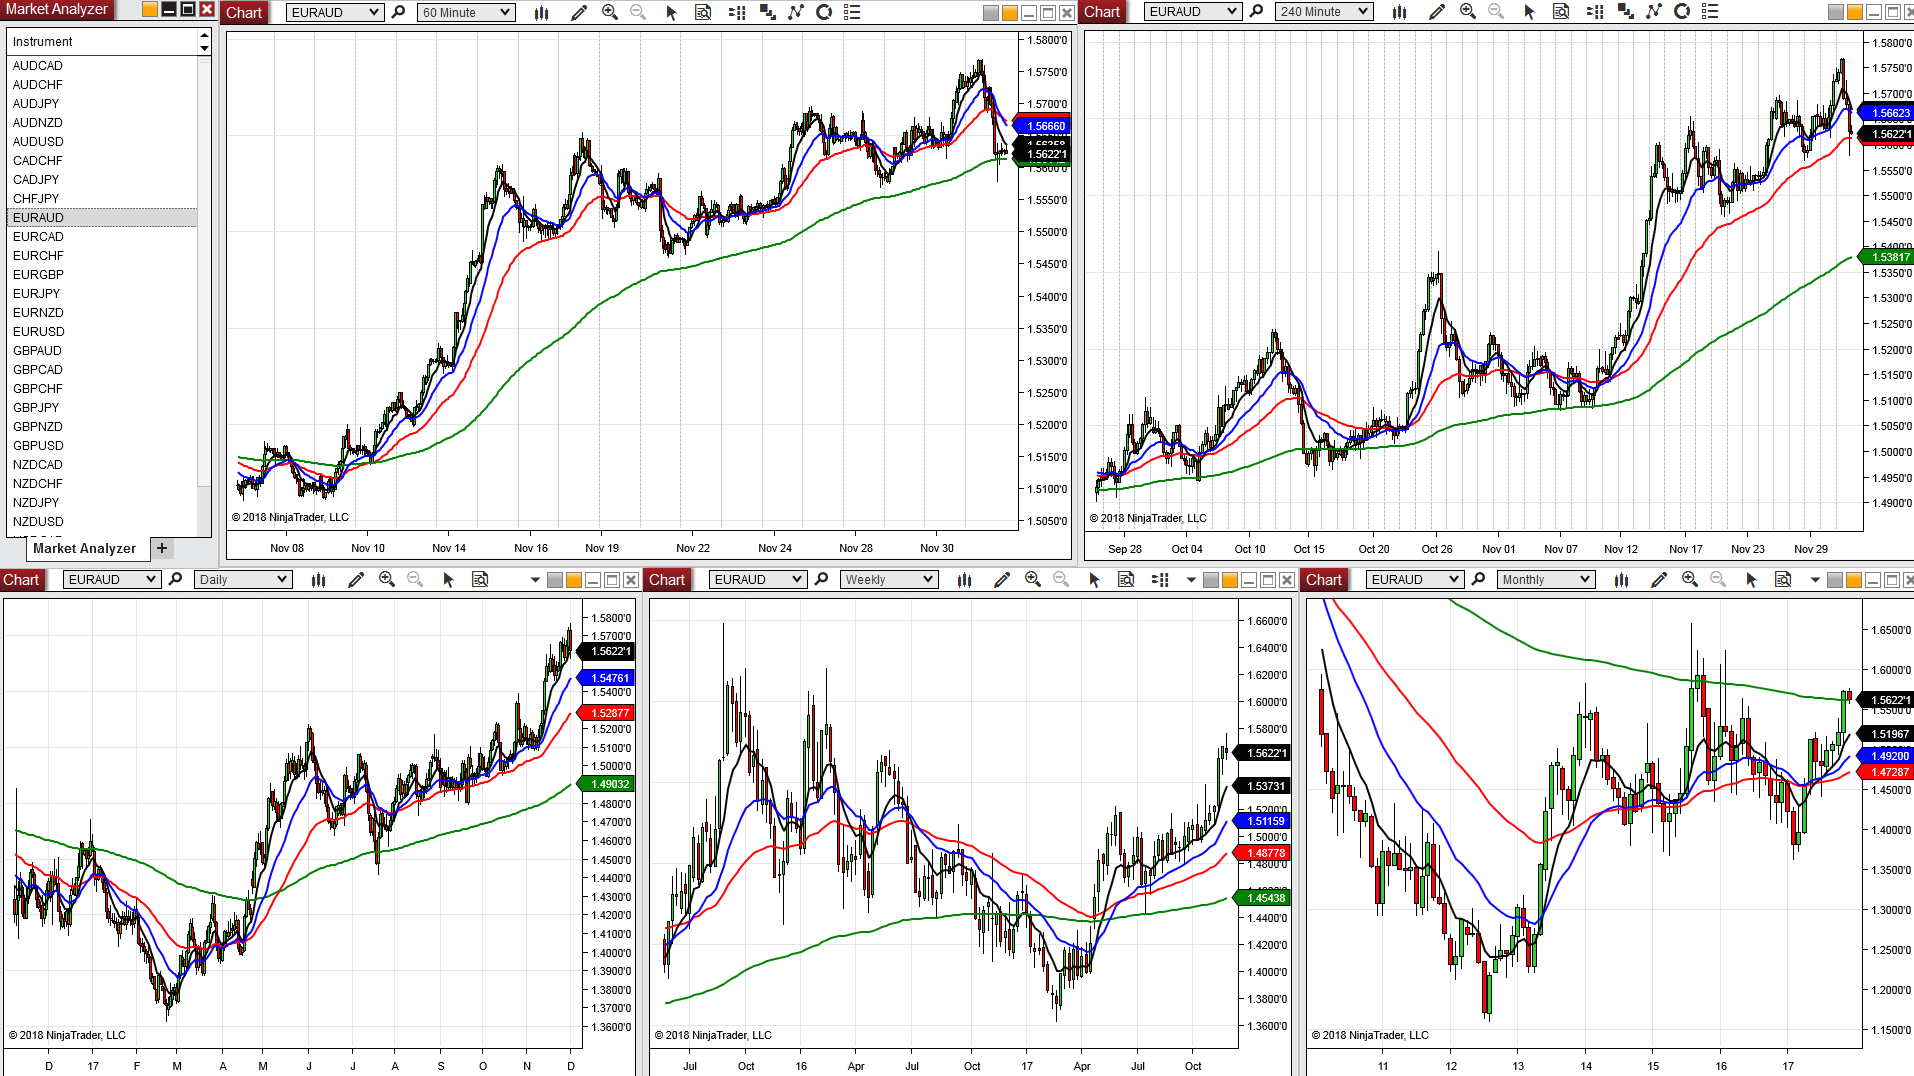 Market Analyzer
Instrument
AUDCAD
AUDCHF
AUDJPY
AUDNZD
AUDUSD
CADCHF
CADJPY
CHFJPY
EURAUD
EURCAD
EURCHF
EURGBP
EURJPY
EURNZD
EURUSD
GBPAUD
GBPCAD
GBPCHF
GBPJPY
GBPNZD
GBPUSD
NZDCAD
NZDCHF
NZDJPY
NZDUSD
Market Analyzer +
Chart EURAUD 60 Minute
1.5800'0
1.5750'0
1.5700'0
1.56660
1.5622'1
1.5600'0
1.5550'0
1.5500'0
1.5450'0
1.5400'0
1.5350'0
1.5300'0
1.5250'0
1.5200'0
1.5150'0
1.5100'0
1.5050'0
© 2018 NinjaTrader, LLC
Nov 08 Nov 10 Nov 14 Nov 16 Nov 19 Nov 22 Nov 24 Nov 28 Nov 30
Chart EURAUD 240 Minute
1.5800'0
1.5750'0
1.5700'0
1.56623
1.5622'1
1.5550'0
1.5500'0
1.5450'0
1.5400'0
1.53817
1.5350'0
1.5300'0
1.5250'0
1.5200'0
1.5150'0
1.5100'0
1.5050'0
1.5000'0
1.4950'0
1.4900'0
© 2018 NinjaTrader, LLC
Sep 28 Oct 04 Oct 10 Oct 15 Oct 20 Oct 26 Nov 01 Nov 07 Nov 12 Nov 17 Nov 23 Nov 29
Chart EURAUD Daily
1.5800'0
1.5700'0
1.5622'1
1.54761
1.5400'0
1.52877
1.5200'0
1.5100'0
1.5000'0
1.49032
1.4800'0
1.4700'0
1.4600'0
1.4500'0
1.4400'0
1.4300'0
1.4200'0
1.4100'0
1.4000'0
1.3900'0
1.3800'0
1.3700'0
1.3600'0
© 2018 NinjaTrader, LLC
D 17 F M A M J J A S O N D
Chart EURAUD Weekly
1.6600'0
1.6400'0
1.6200'0
1.6000'0
1.5800'0
1.5622'1
1.53731
1.5200'0
1.51159
1.5000'0
1.48778
1.4800'0
1.45438
1.4400'0
1.4200'0
1.4000'0
1.3800'0
1.3600'0
© 2018 NinjaTrader, LLC
Jul Oct 16 Apr Jul Oct 17 Apr Jul Oct
Chart EURAUD Monthly
1.6500'0
1.6000'0
1.5622'1
1.5500'0
1.51967
1.49200
1.47287
1.4500'0
1.4000'0
1.3500'0
1.3000'0
1.2500'0
1.2000'0
1.1500'0
© 2018 NinjaTrader, LLC
11 12 13 14 15 16 17